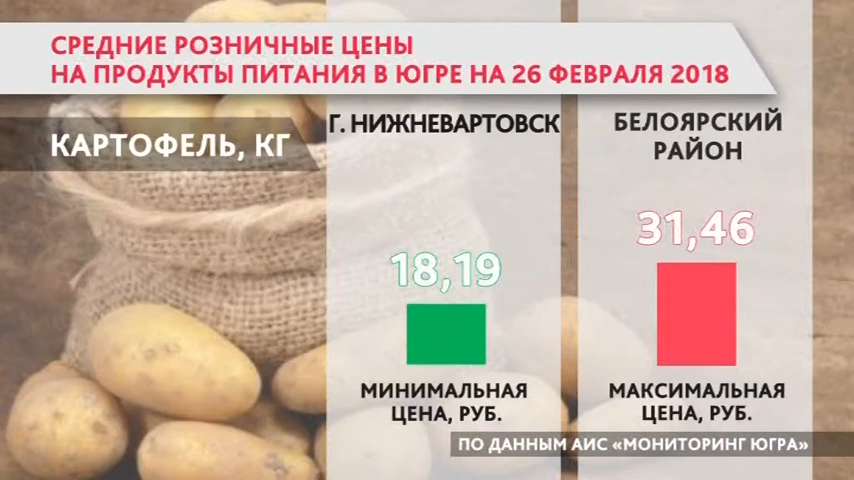 СРЕДНИЕ РОЗНИЧНЫЕ ЦЕНЫ
НА ПРОДУКТЫ ПИТАНИЯ В ЮГРЕ НА 26 ФЕВРАЛЯ 2018
КАРТОФЕЛЬ, КГ
Г. НИЖНЕВАРТОВСК
18,19
МИНИМАЛЬНАЯ
ЦЕНА, РУБ.
БЕЛОЯРСКИЙ
РАЙОН
31,46
МАКСИМАЛЬНАЯ
ЦЕНА, РУБ.
ПО ДАННЫМ АИС «МОНИТОРИНГ ЮГРА»